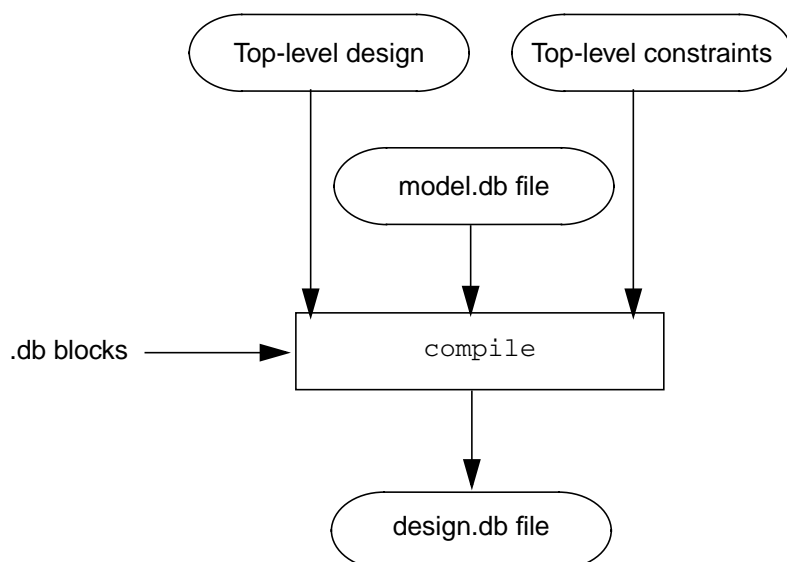 Top-level design
Top-level constraints
model.db file
.db blocks
compile
design.db file